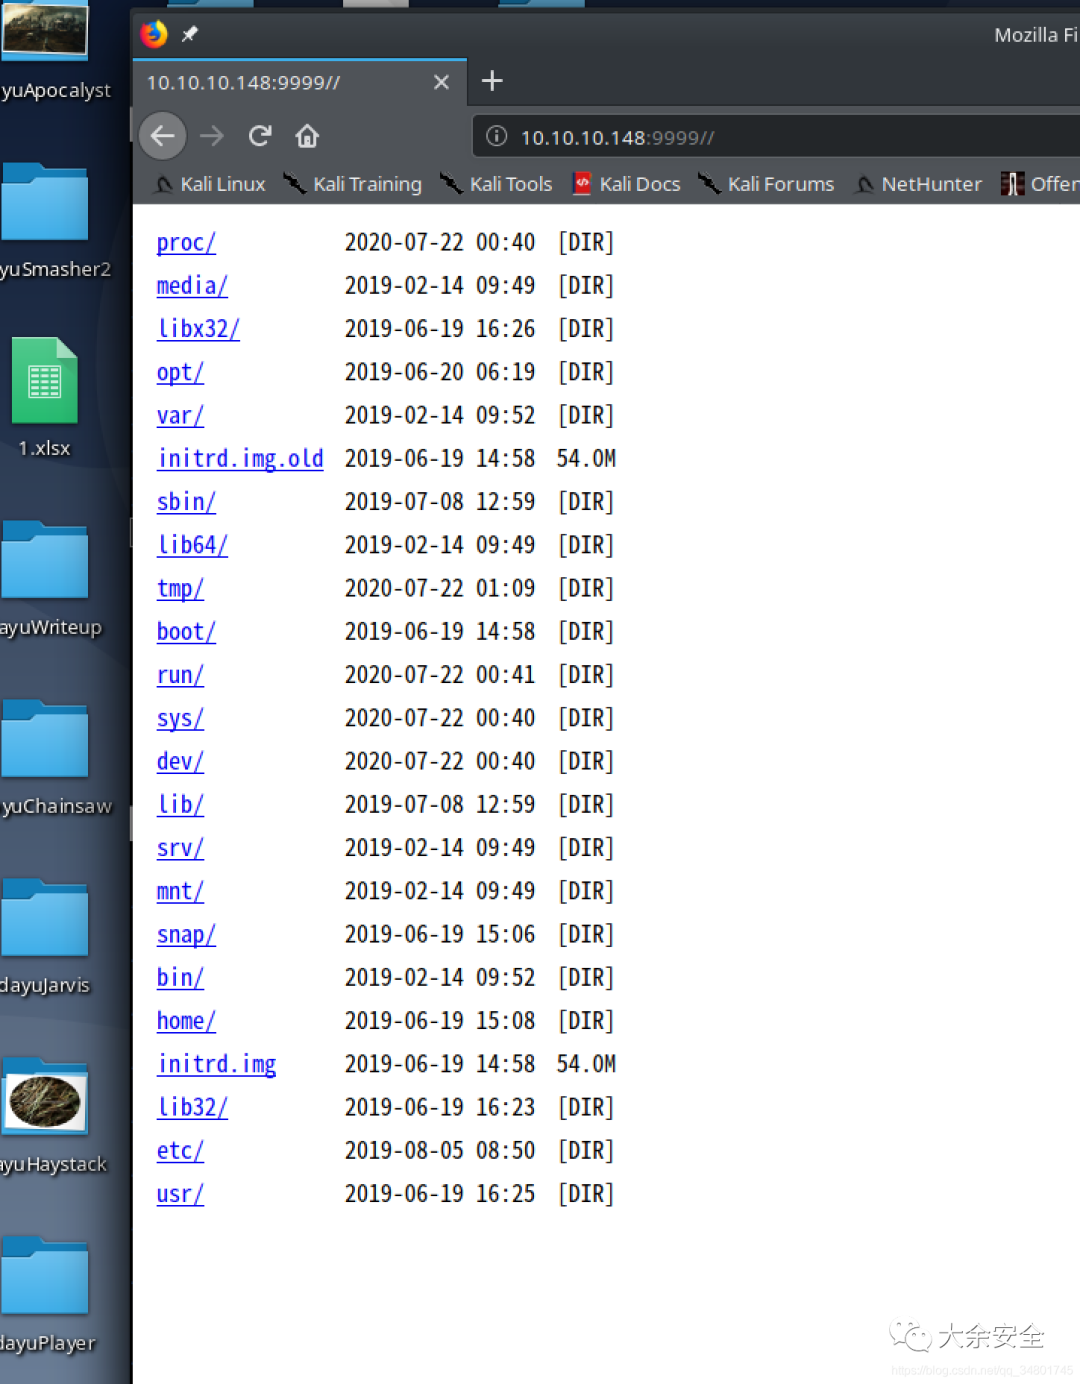 Mozilla Fi
10.10.10.148:9999//
10.10.10.148:9999//
Kali Linux Kali Training Kali Tools Kali Docs Kali Forums NetHunter Offen
proc/ 2020-07-22 00:40 [DIR]
media/ 2019-02-14 09:49 [DIR]
libx32/ 2019-06-19 16:26 [DIR]
opt/ 2019-06-20 06:19 [DIR]
var/ 2019-02-14 09:52 [DIR]
initrd.img.old 2019-06-19 14:58 54.0M
sbin/ 2019-07-08 12:59 [DIR]
lib64/ 2019-02-14 09:49 [DIR]
tmp/ 2020-07-22 01:09 [DIR]
boot/ 2019-06-19 14:58 [DIR]
run/ 2020-07-22 00:41 [DIR]
sys/ 2020-07-22 00:40 [DIR]
dev/ 2020-07-22 00:40 [DIR]
lib/ 2019-07-08 12:59 [DIR]
srv/ 2019-02-14 09:49 [DIR]
mnt/ 2019-02-14 09:49 [DIR]
snap/ 2019-06-19 15:06 [DIR]
bin/ 2019-02-14 09:52 [DIR]
home/ 2019-06-19 15:08 [DIR]
initrd.img 2019-06-19 14:58 54.0M
lib32/ 2019-06-19 16:23 [DIR]
etc/ 2019-08-05 08:50 [DIR]
usr/ 2019-06-19 16:25 [DIR]
yuApocalyst
yuSmasher2
1.xlsx
ayuWriteup
yuChainsaw
dayuJarvis
ayuHaystack
dayuPlayer
大余安全
https://blog.csdn.net/qq_34801745